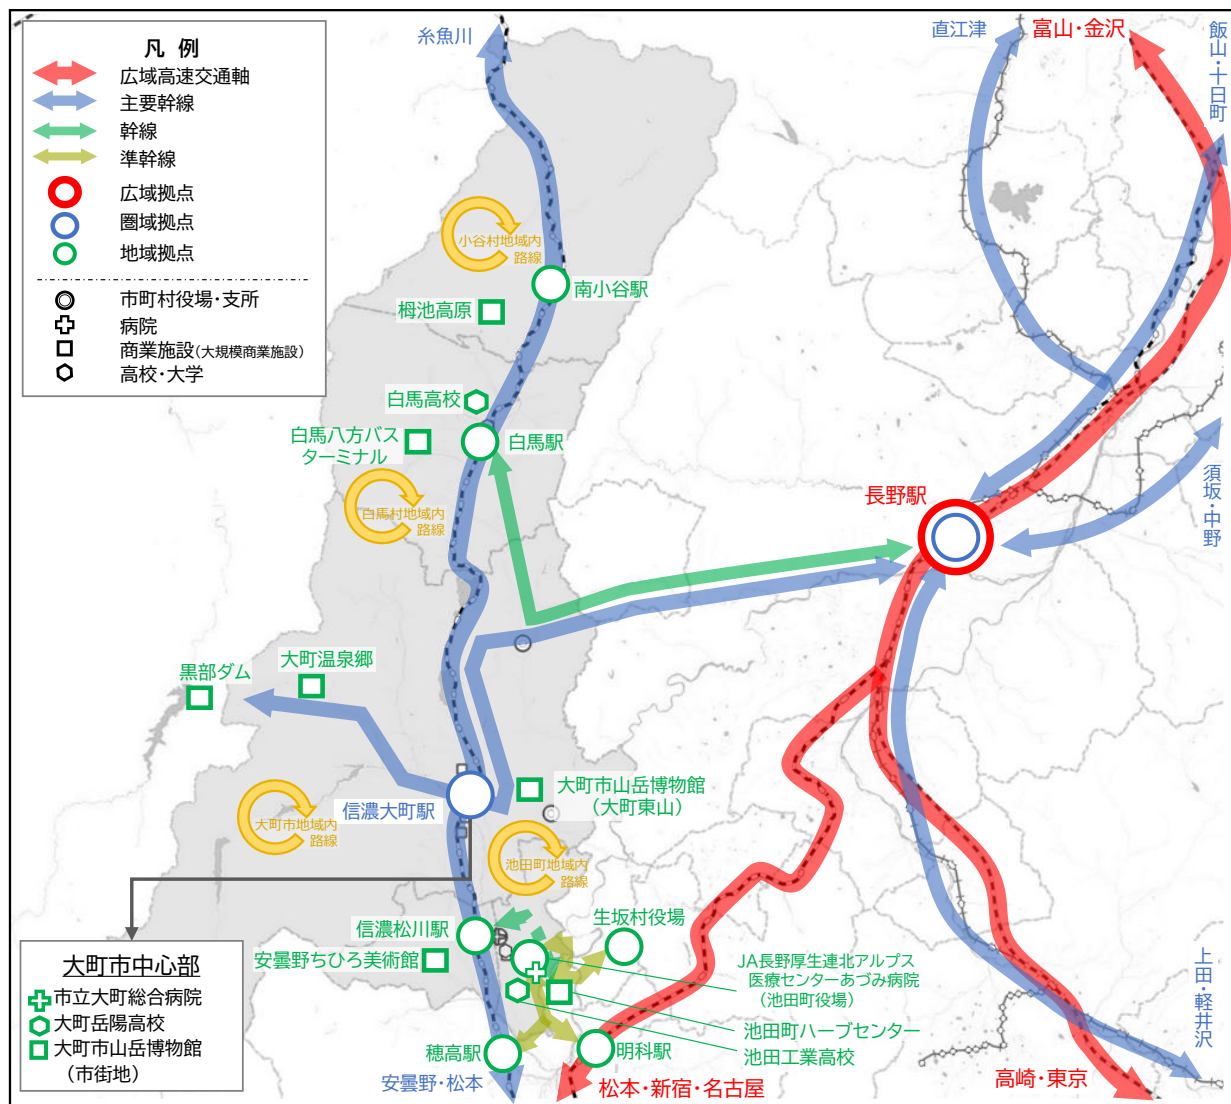 凡 例
広域高速交通軸
主要幹線
幹線
準幹線
広域拠点
圏域拠点
地域拠点
市町村役場・支所
病院
商業施設(大規模商業施設)
高校・大学
糸魚川
直江津
富山・金沢
飯山・十日町
小谷村地域内
路線
南小谷駅
栂池高原
白馬高校
白馬八方バス
ターミナル
白馬駅
白馬村地域内
路線
長野駅
須坂・中野
黒部ダム
大町温泉郷
信濃大町駅
大町市山岳博物館
(大町東山)
大町市地域内
路線
池田町地域内
路線
信濃松川駅
生坂村役場
安曇野ちひろ美術館
JA長野厚生連北アルプス
医療センターあづみ病院
(池田町役場)
池田町ハーブセンター
池田工業高校
穂高駅
明科駅
安曇野・松本
松本・新宿・名古屋
高崎・東京
上田・軽井沢
大町市中心部
市立大町総合病院
大町岳陽高校
大町市山岳博物館
(市街地)